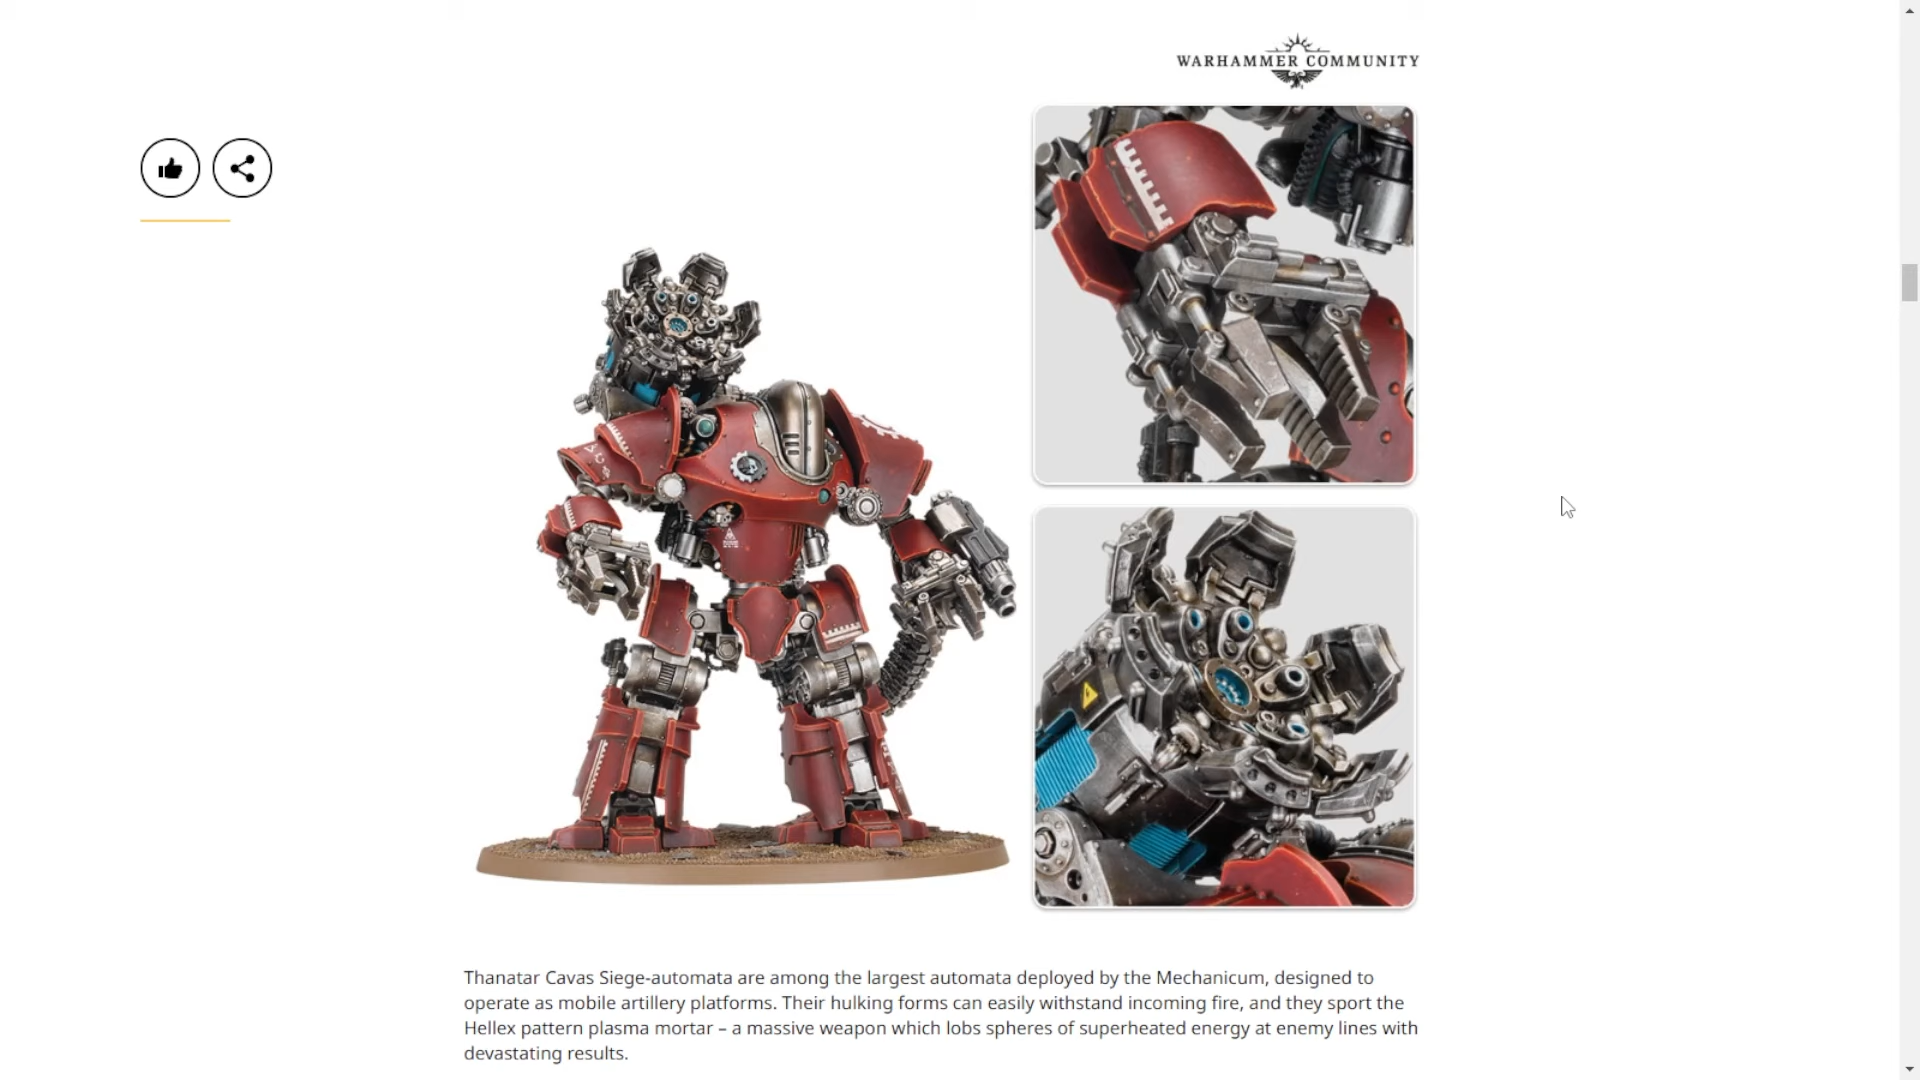 WARHAMMER COMMUNITY
Thanatar Cavas Siege-automata are among the largest automata deployed by the Mechanicum, designed to
operate as mobile artillery platforms. Their hulking forms can easily withstand incoming fire, and they sport the
Hellex pattern plasma mortar – a massive weapon which lobs spheres of superheated energy at enemy lines with
devastating results.